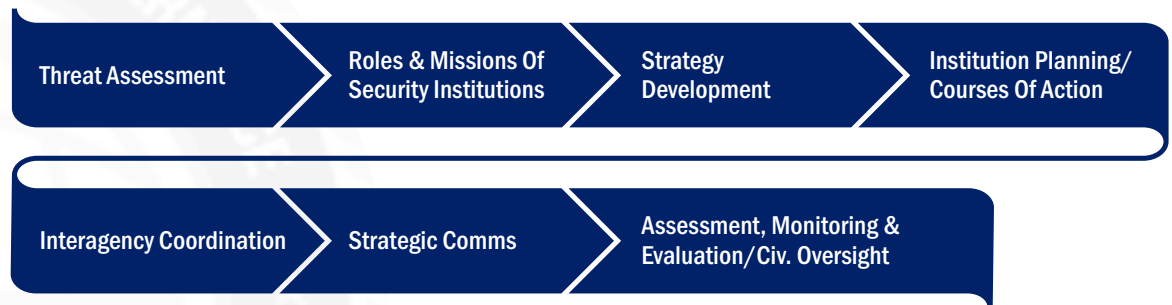 Threat Assessment
Roles & Missions Of
Security Institutions
Strategy
Development
Institution Planning/
Courses Of Action
Interagency Coordination
Strategic Comms
Assessment, Monitoring &
Evaluation/Civ. Oversight